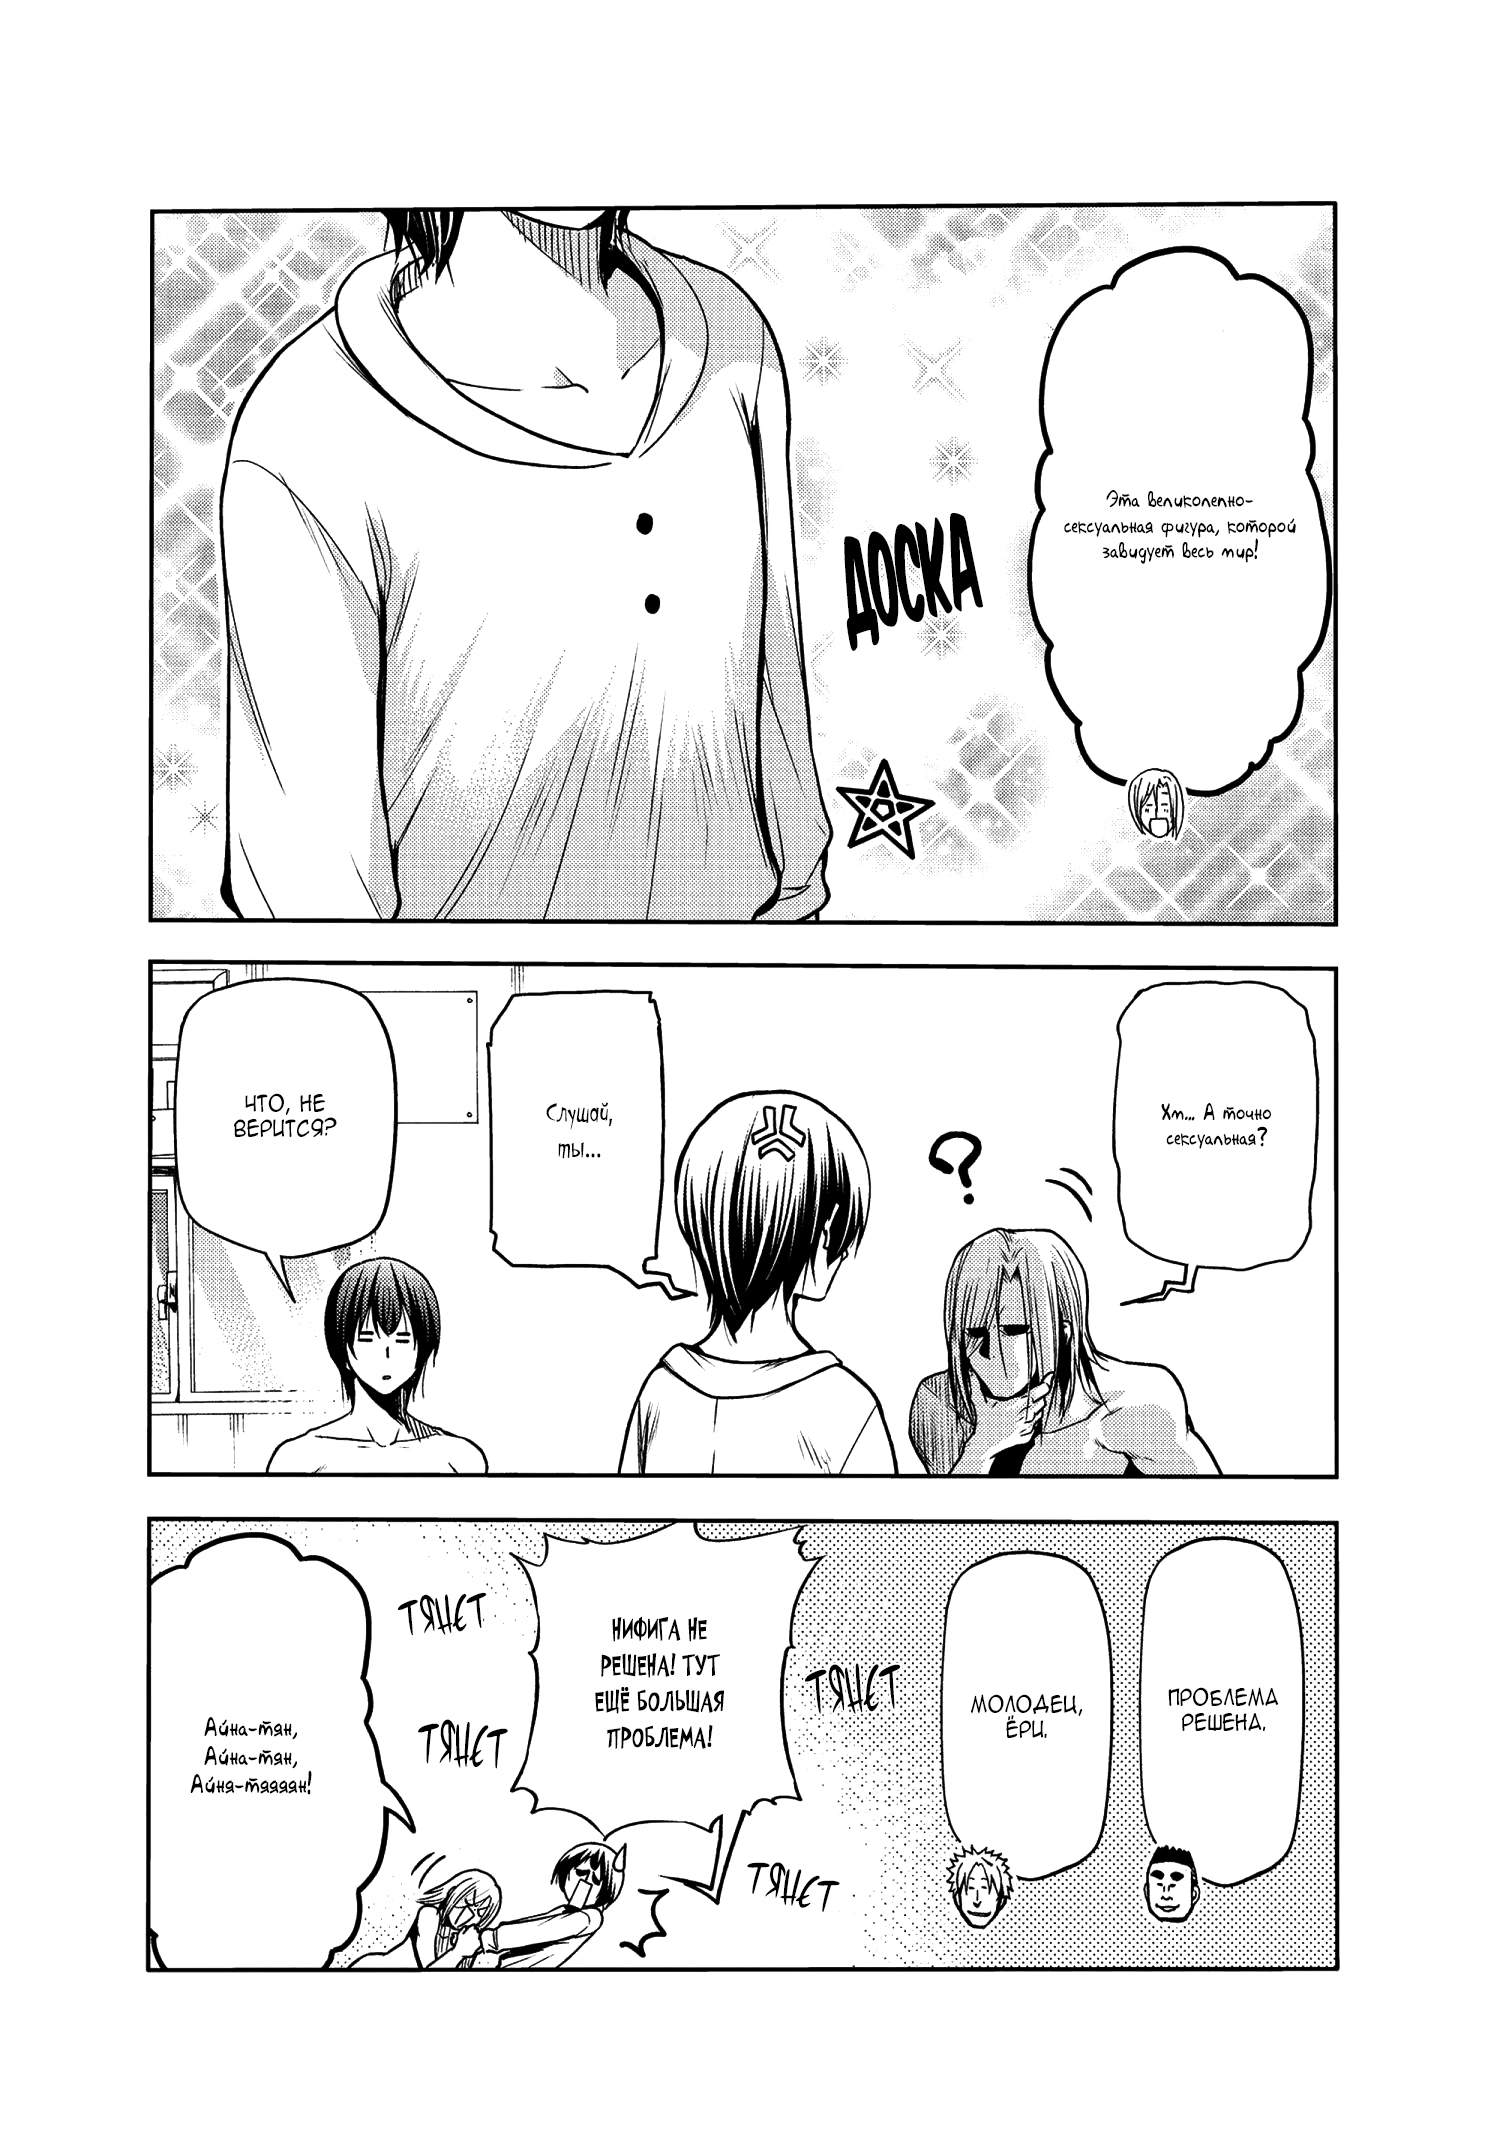 Эта великолепно-
сексуальная фигура, которой
завидует весь мир!
ДОСКА
Хм... А точно
сексуальная?
?
Слушай,
ты...
ЧТО, НЕ
ВЕРИТСЯ?
ПРОБЛЕМА
РЕШЕНА.
МОЛОДЕЦ,
ЁРИ.
НИФИГА НЕ
РЕШЕНА! ТУТ
ЕЩЁ БОЛЬШАЯ
ПРОБЛЕМА!
ТЯНЕТ
ТЯНЕТ
ТЯНЕТ
ТЯНЕТ
Айна-тян,
Айна-тян,
Айня-тяяяян!